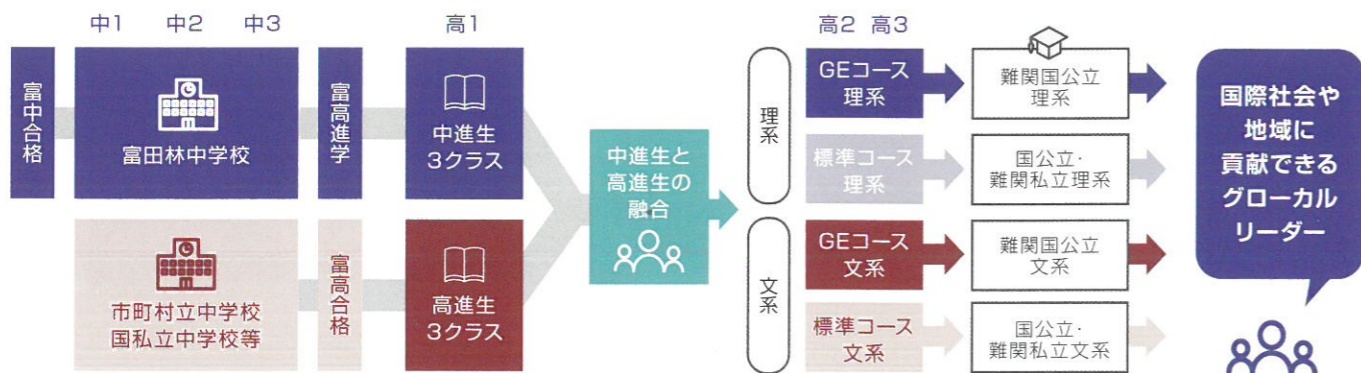 中1 中2 中3
高1
高2 高3
富中合格
富田林中学校
富高進学
中進生
3クラス
市町村立中学校
国私立中学校等
富高合格
高進生
3クラス
中進生と
高進生の
融合
理系
GEコース
理系
難関国公立
理系
標準コース
理系
国公立・
難関私立理系
文系
GEコース
文系
難関国公立
文系
標準コース
文系
国公立・
難関私立文系
国際社会や
地域に
貢献できる
グローカル
リーダー